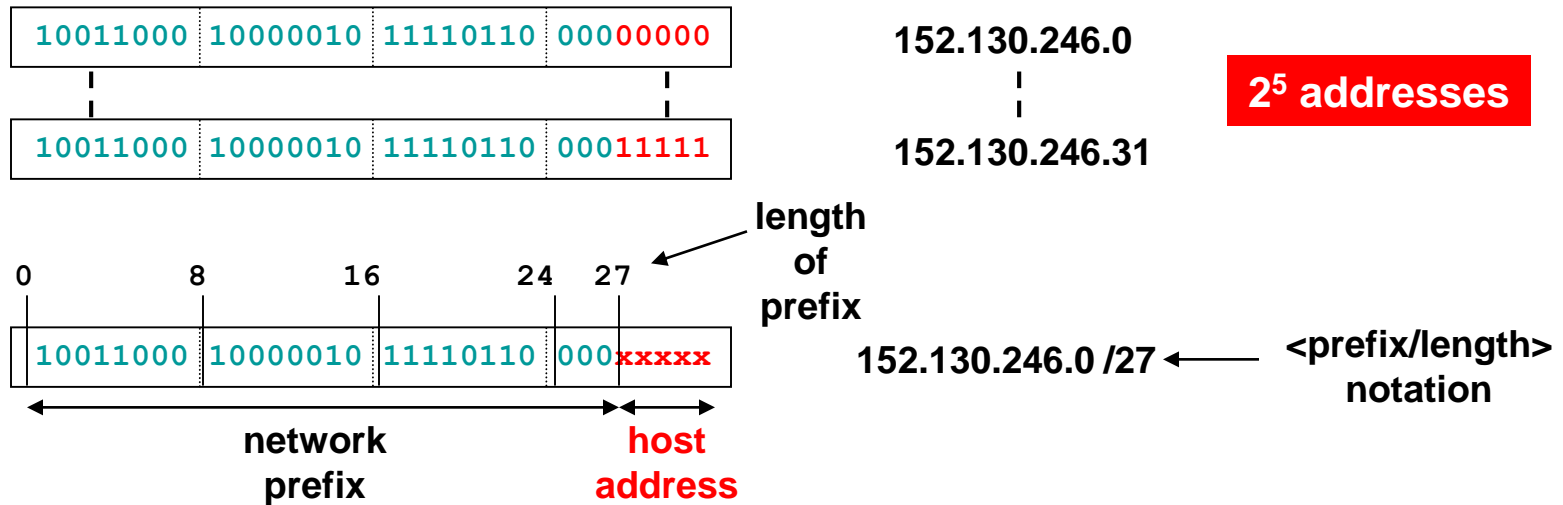 10011000 10000010 11110110 00000000 152.130.246.0
2⁵ addresses
10011000 10000010 11110110 00011111 152.130.246.31
length
of
prefix
0 8 16 24 27
10011000 10000010 11110110 000xxxxx 152.130.246.0 /27 <prefix/length>
notation
network
prefix
host
address